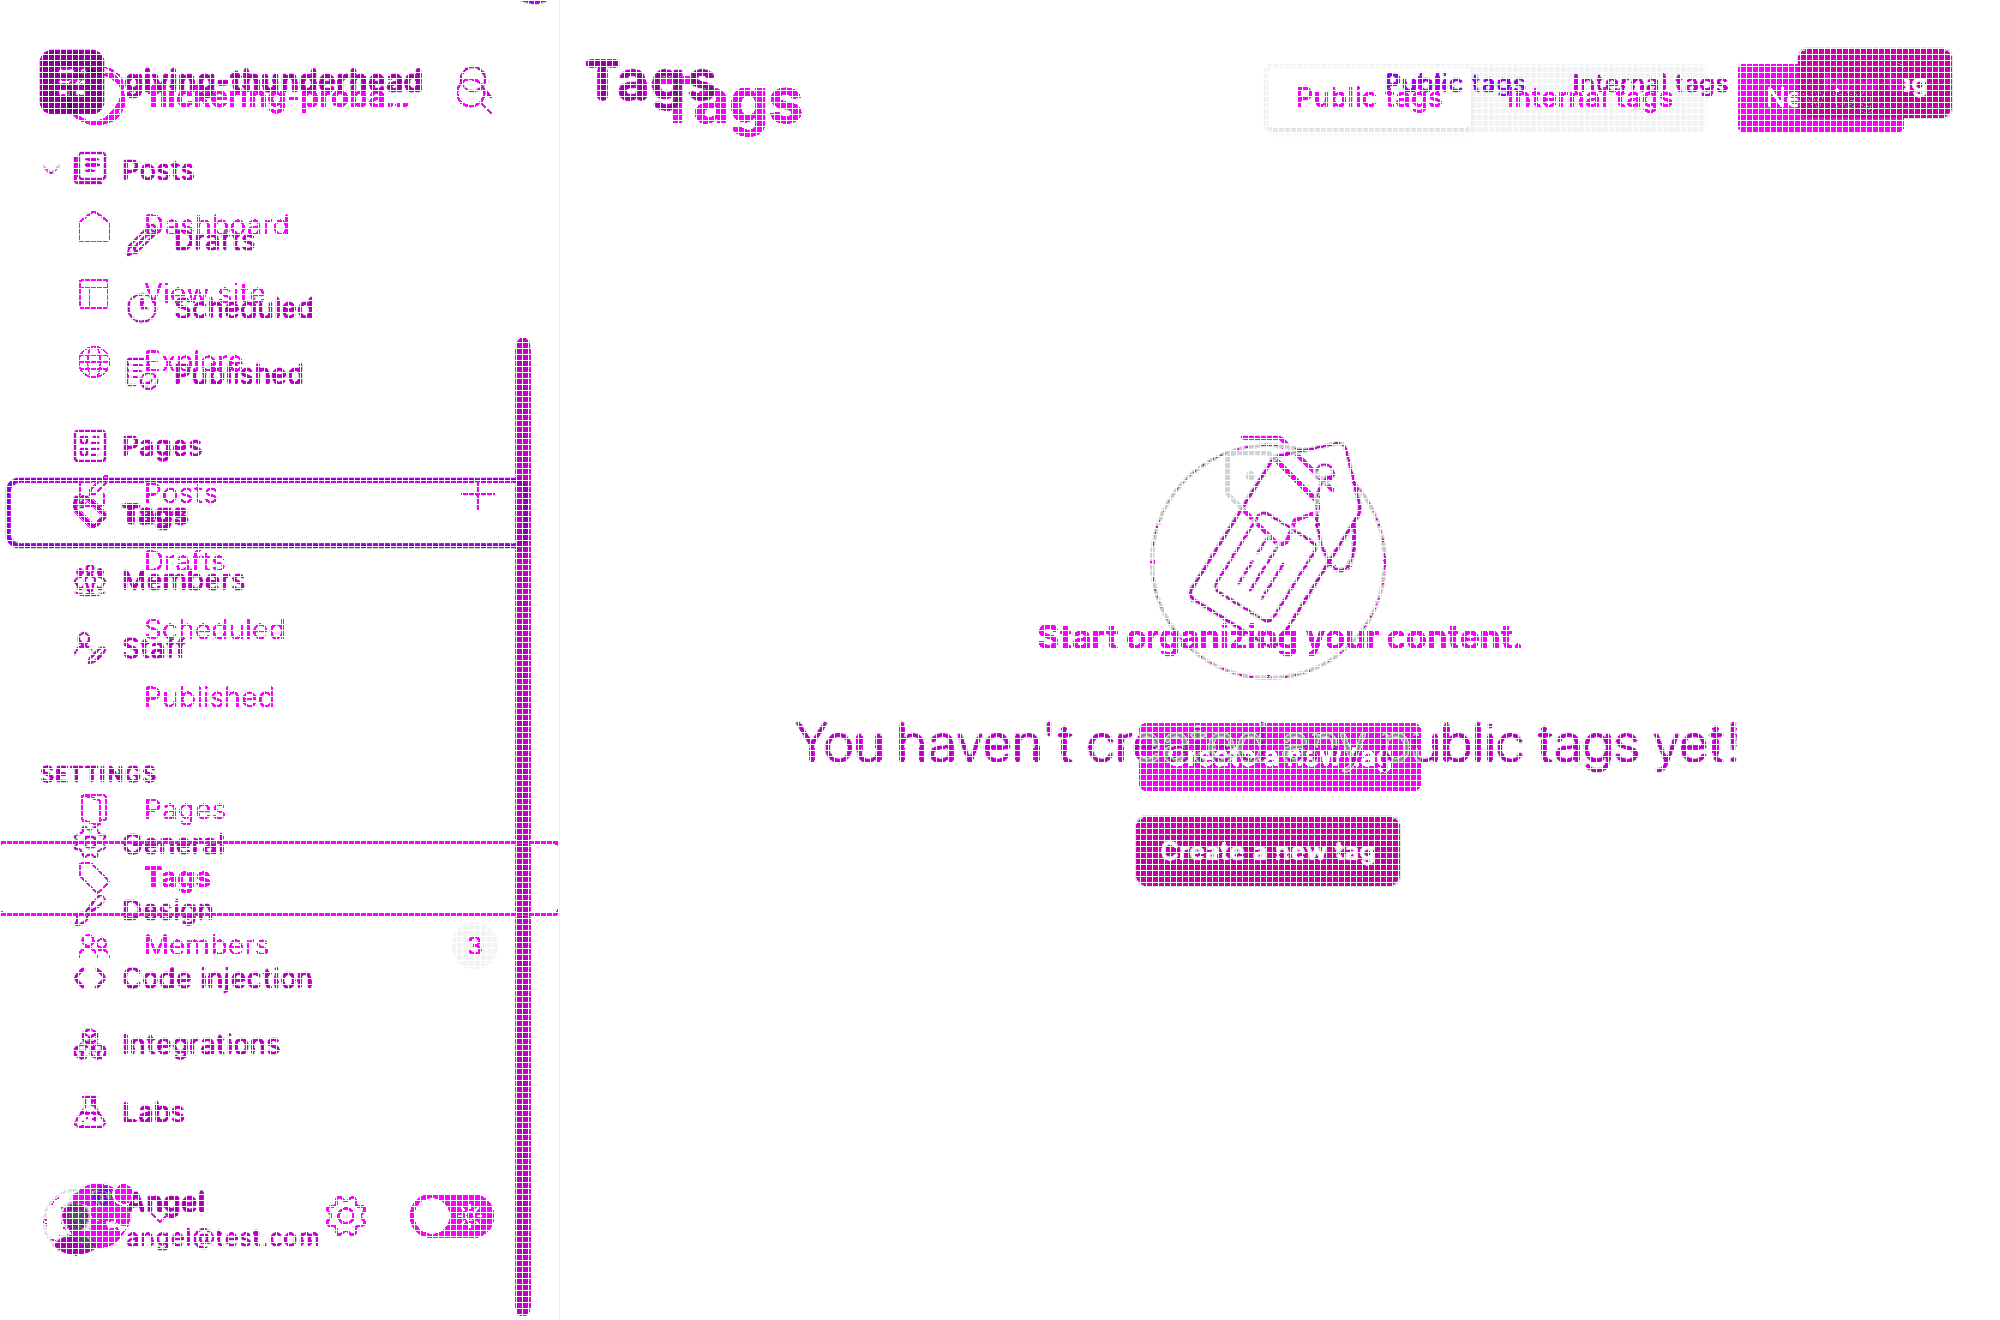 giving-thunderhead
flickering-proba...
Tags
Tags
Public tags
Internal tags
Public tags
Internal tags
Posts
Dashboard
Drafts
View site
Scheduled
Explore
Published
Pages
Posts
Tags
Drafts
Members
Scheduled
Staff
Published
Start organizing your content.
You haven't created any public tags yet!
Create a new tag
Create a new tag
SETTINGS
Pages
General
Tags
Design
Members
3
Code injection
Integrations
Labs
Angel
angel@test.com